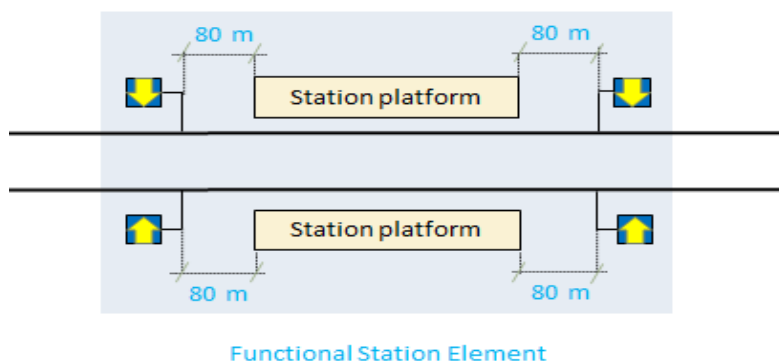 80 m
80 m
Station platform
Station platform
80 m
80 m
Functional Station Element